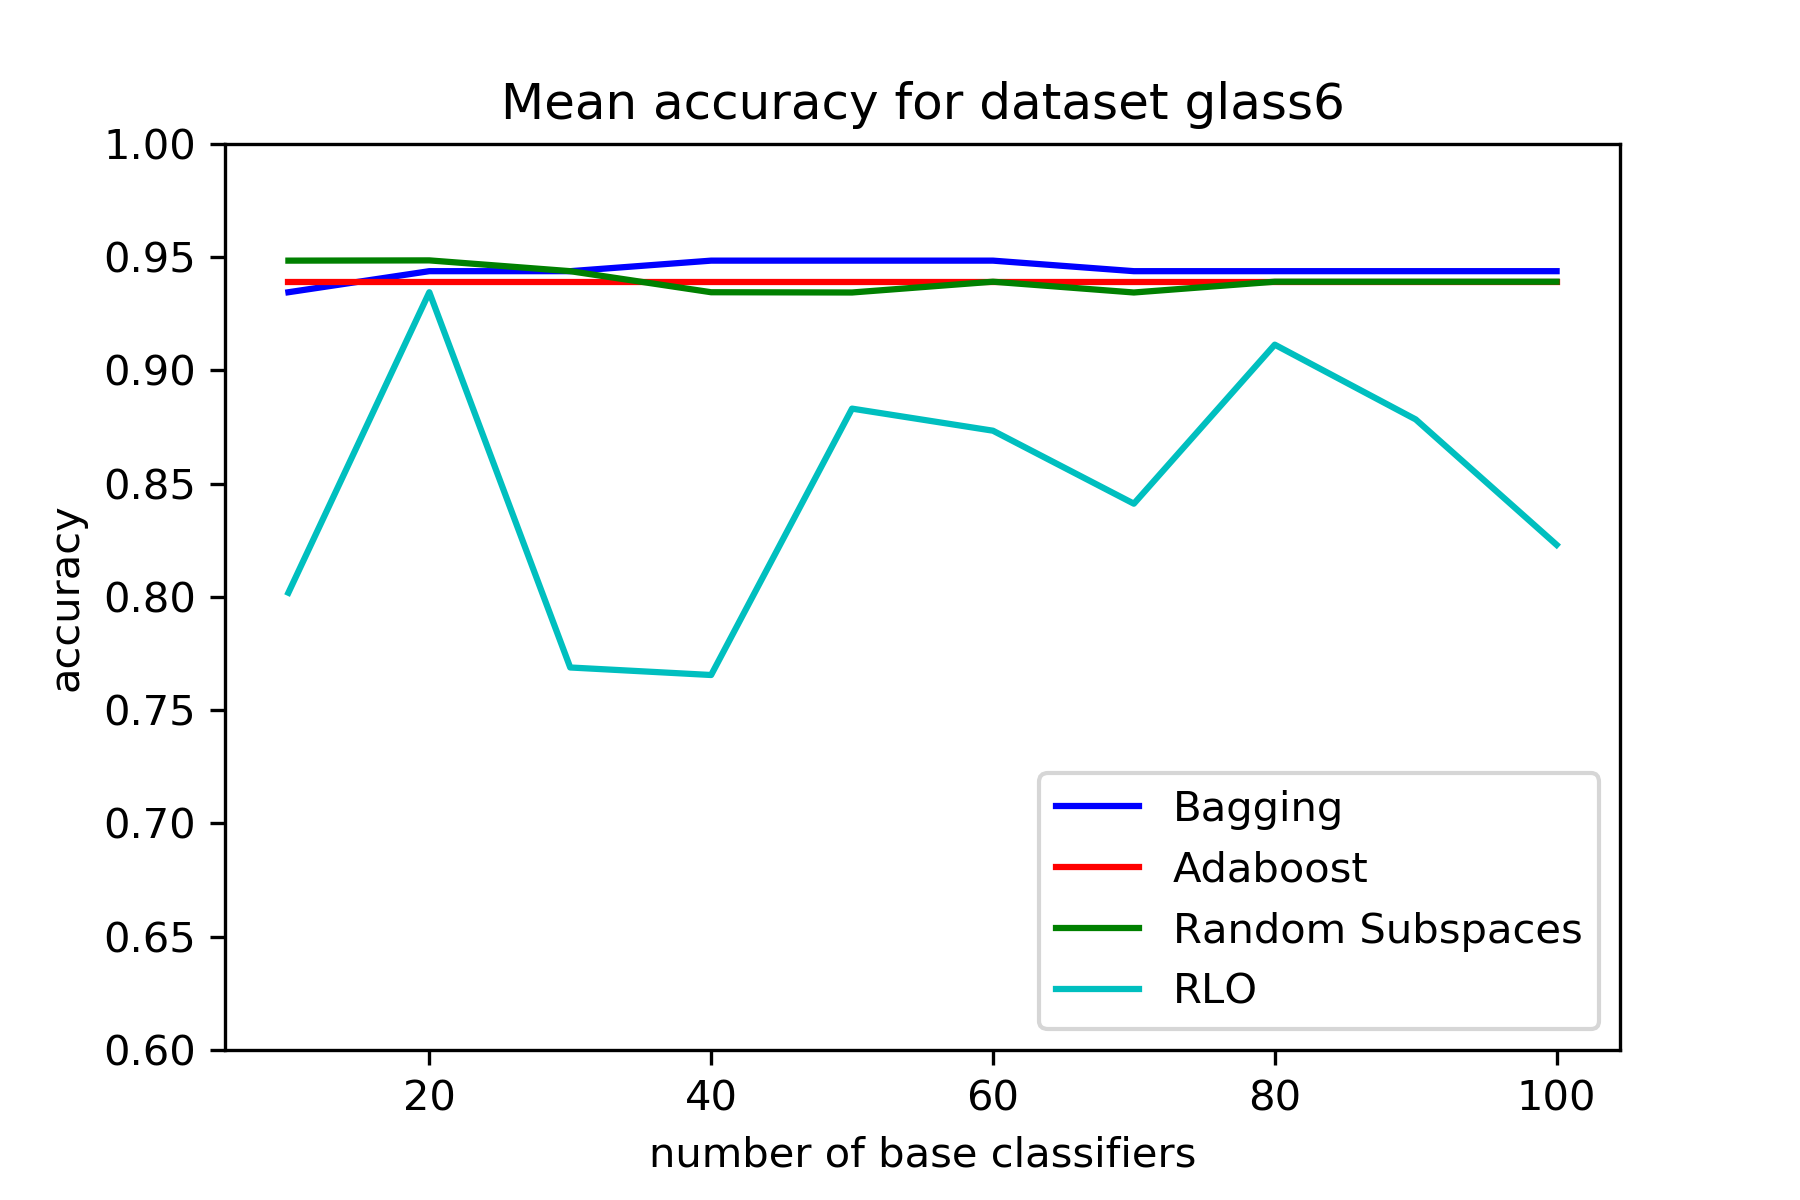 Mean accuracy for dataset glass6
1.00
0.95
0.90
0.85
0.80
0.75
0.70
0.65
0.60
accuracy
20
40
60
80
100
number of base classifiers
Bagging
Adaboost
Random Subspaces
RLO